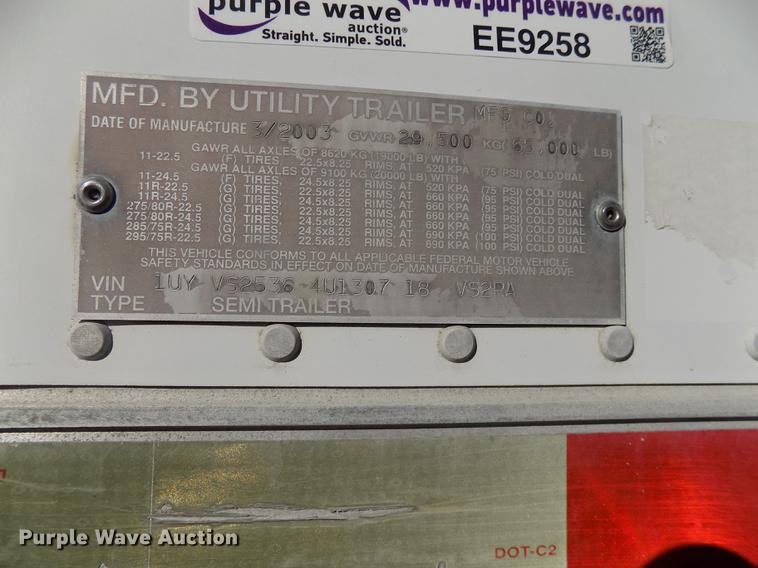 purple wave
auction®
Straight. Simple. Sold.
www.purplewave.com
EE9258
MFD. BY UTILITY TRAILER MFG CO.
DATE OF MANUFACTURE 3/2003 GVWR 29,500 KG( 65,000 LB)
GAWR ALL AXLES OF 8620 KG (19000 LB) WITH
11-22.5 (F) TIRES, 22.5x8.25 RIMS, AT 520 KPA (75 PSI) COLD DUAL
GAWR ALL AXLES OF 9100 KG (20000 LB) WITH
11-24.5 (F) TIRES, 24.5x8.25 RIMS, AT 520 KPA (75 PSI) COLD DUAL
11R-22.5 (G) TIRES, 22.5x8.25 RIMS, AT 660 KPA (95 PSI) COLD DUAL
11R-24.5 (G) TIRES, 24.5x8.25 RIMS, AT 660 KPA (95 PSI) COLD DUAL
275/80R-22.5 (G) TIRES, 22.5x8.25 RIMS, AT 660 KPA (95 PSI) COLD DUAL
275/80R-24.5 (G) TIRES, 24.5x8.25 RIMS, AT 660 KPA (95 PSI) COLD DUAL
285/75R-24.5 (G) TIRES, 24.5x8.25 RIMS, AT 690 KPA (100 PSI) COLD DUAL
295/75R-22.5 (G) TIRES, 22.5x8.25 RIMS, AT 690 KPA (100 PSI) COLD DUAL
THIS VEHICLE CONFORMS TO ALL APPLICABLE FEDERAL MOTOR VEHICLE
SAFETY STANDARDS IN EFFECT ON DATE OF MANUFACTURE SHOWN ABOVE
VIN 1UY VS2536 4U1307 18 VS2RA
TYPE SEMI TRAILER
DOT-C2
Purple Wave Auction
Purple Wave Auction